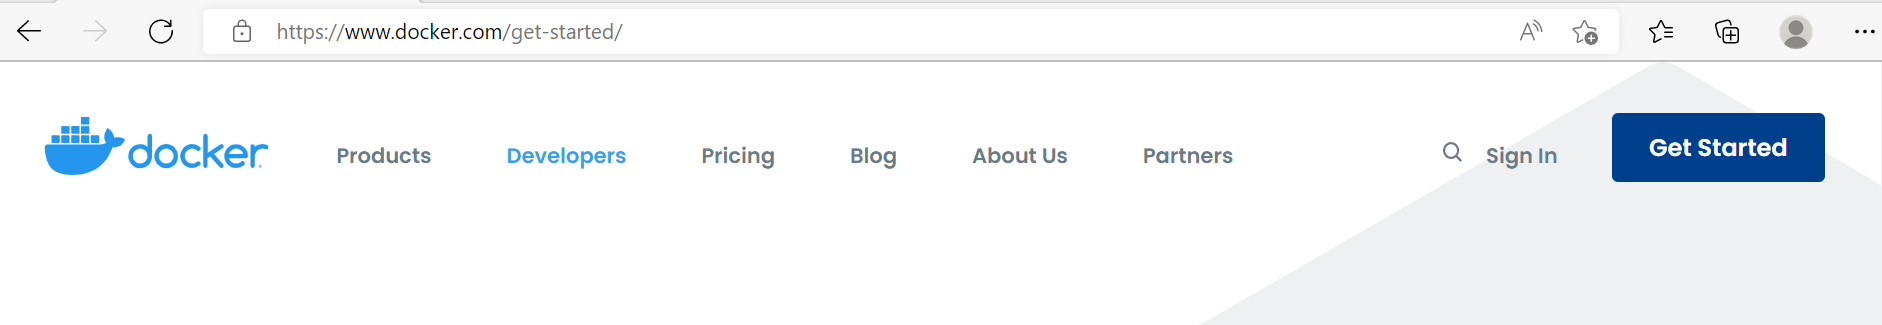 https://www.docker.com/get-started/
docker Products Developers Pricing Blog About Us Partners Sign In Get Started